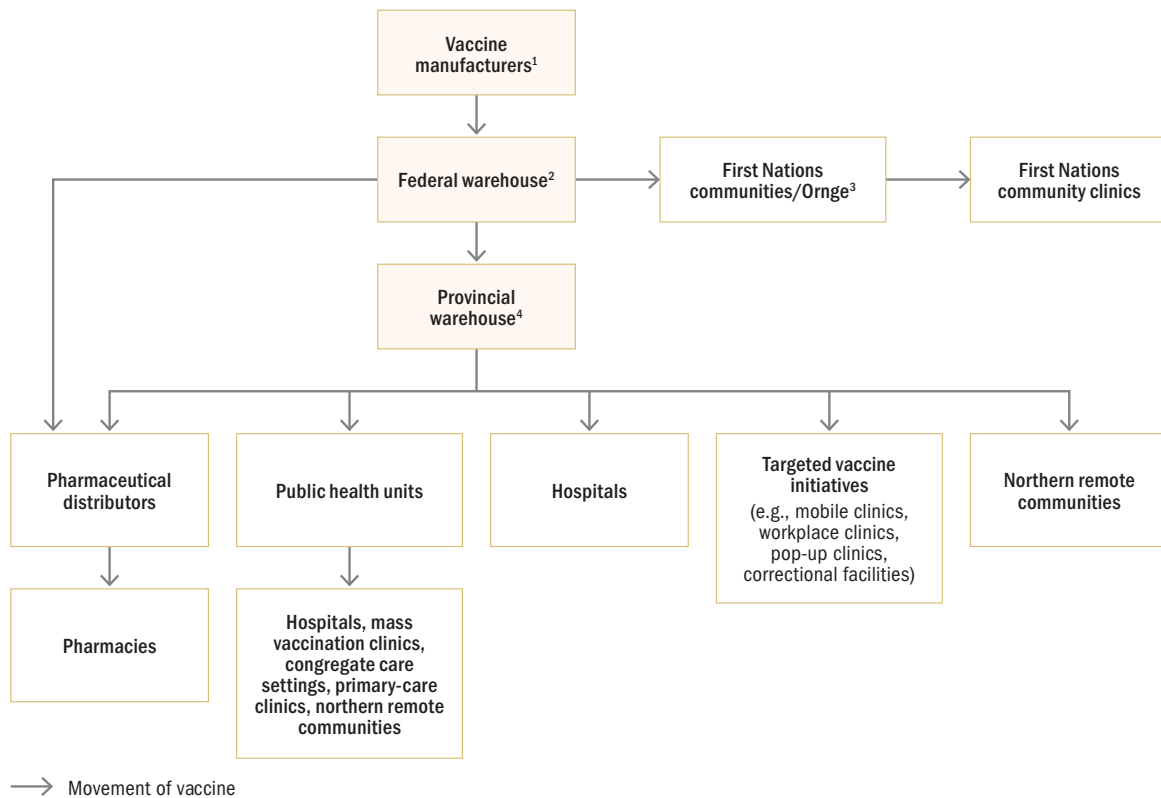 Vaccine
manufacturers¹
Federal warehouse²
First Nations
communities/Ornge³
First Nations
community clinics
Provincial
warehouse⁴
Pharmaceutical
distributors
Public health units
Hospitals
Targeted vaccine
initiatives
(e.g., mobile clinics,
workplace clinics,
pop-up clinics,
correctional facilities)
Northern remote
communities
Pharmacies
Hospitals, mass
vaccination clinics,
congregate care
settings, primary-care
clinics, northern remote
communities
Movement of vaccine